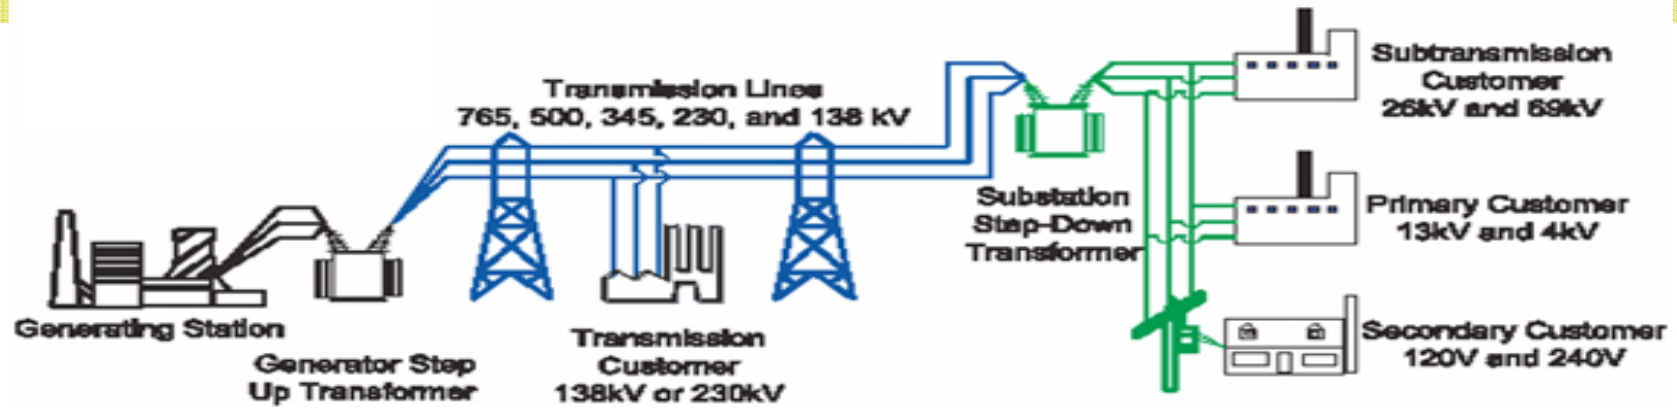 Transmission Lines
765, 500, 345, 230, and 138 kV
Subtransmission
Customer
26kV and 69kV
Substation
Step-Down
Transformer
Primary Customer
13kV and 4kV
Generating Station
Generator Step
Up Transformer
Transmission
Customer
138kV or 230kV
Secondary Customer
120V and 240V